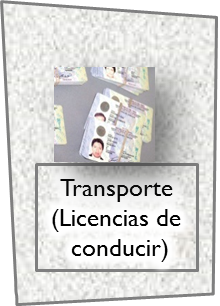 Transporte
(Licencias de
conducir)